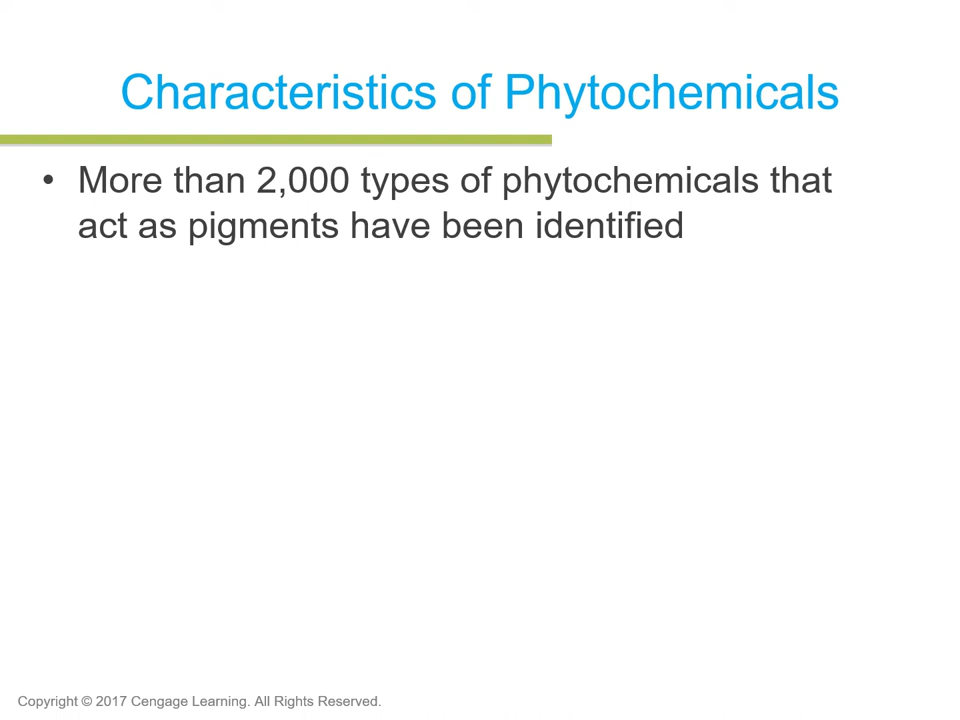 Characteristics of Phytochemicals
• More than 2,000 types of phytochemicals that
act as pigments have been identified
Copyright © 2017 Cengage Learning. All Rights Reserved.